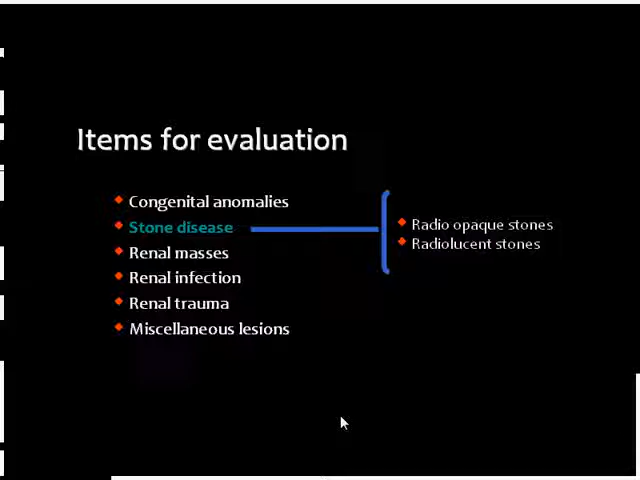 Items for evaluation
Congenital anomalies
Stone disease
Renal masses
Renal infection
Renal trauma
Miscellaneous lesions
Radio opaque stones
Radiolucent stones